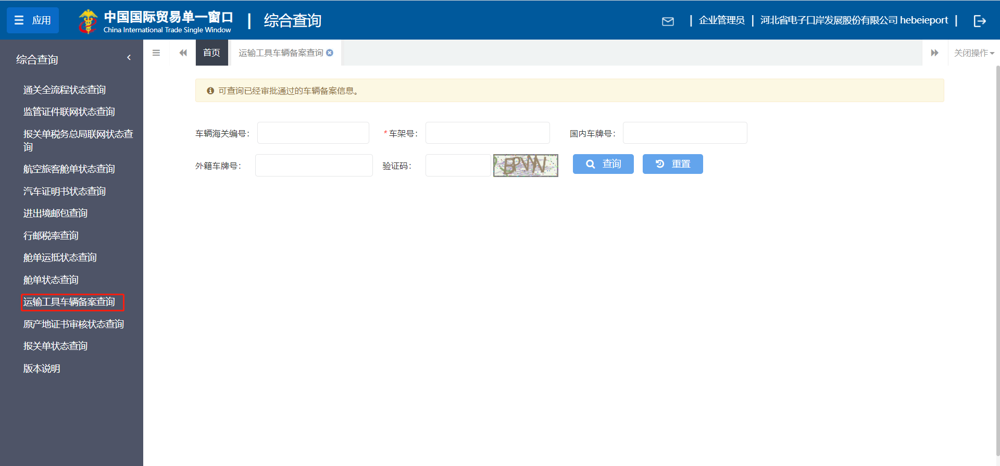 应用
中国国际贸易单一窗口
China International Trade Single Window
综合查询
企业管理员
河北省电子口岸发展股份有限公司 hebeieport
综合查询
通关全流程状态查询
监管证件联网状态查询
报关单税务总局联网状态查
询
航空旅客舱单状态查询
汽车证明书状态查询
进出境邮包查询
行邮税率查询
舱单运抵状态查询
舱单状态查询
运输工具车辆备案查询
原产地证书审核状态查询
报关单状态查询
版本说明
首页
运输工具车辆备案查询
关闭操作
可查询已经审批通过的车辆备案信息。
车辆海关编号：
*车架号：
国内车牌号：
外籍车牌号：
验证码：
查询
重置